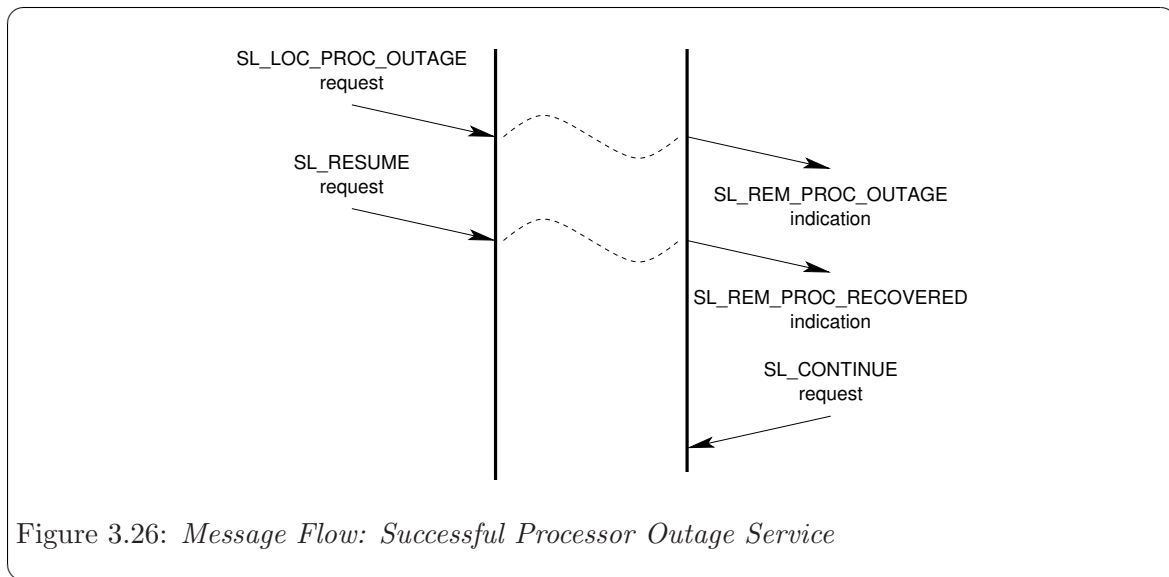 SL_LOC_PROC_OUTAGE
request
SL_RESUME
request
SL_REM_PROC_OUTAGE
indication
SL_REM_PROC_RECOVERED
indication
SL_CONTINUE
request
Figure 3.26: Message Flow: Successful Processor Outage Service